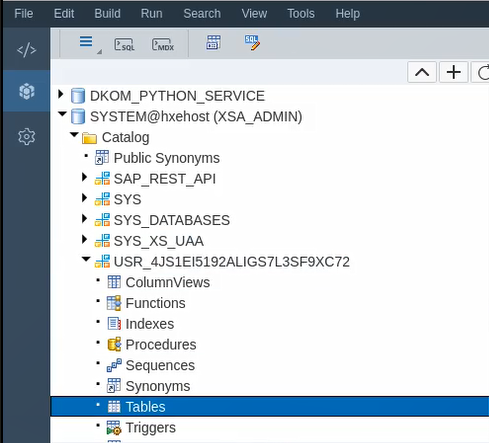 File Edit Build Run Search View Tools Help
SQL MDX SQL
DKOM_PYTHON_SERVICE
SYSTEM@hxehost (XSA_ADMIN)
Catalog
Public Synonyms
SAP_REST_API
SYS
SYS_DATABASES
SYS_XS_UAA
USR_4JS1EI5192ALIGS7L3SF9XC72
ColumnViews
Functions
Indexes
Procedures
Sequences
Synonyms
Tables
Triggers